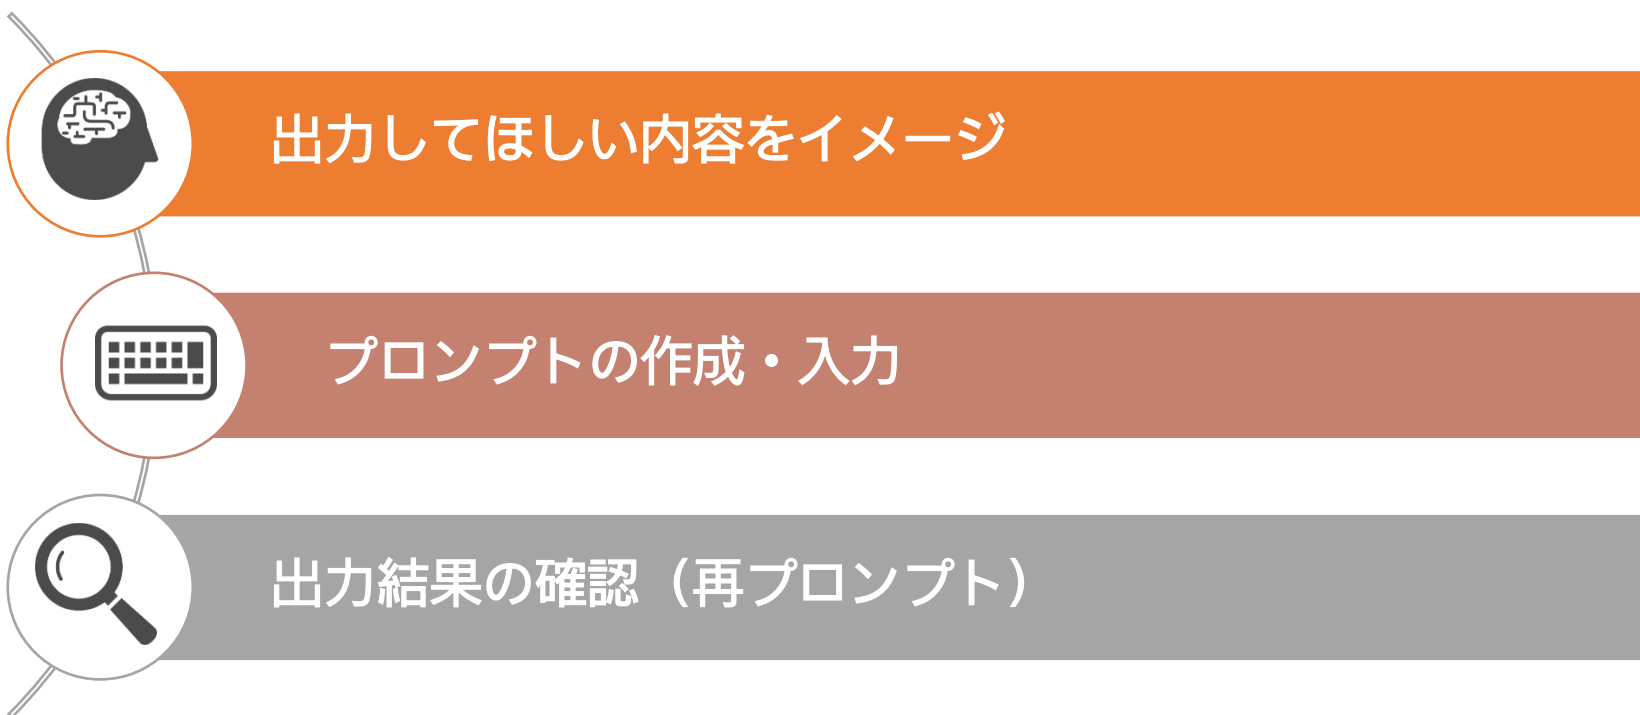 出力してほしい内容をイメージ
プロンプトの作成・入力
出力結果の確認（再プロンプト）